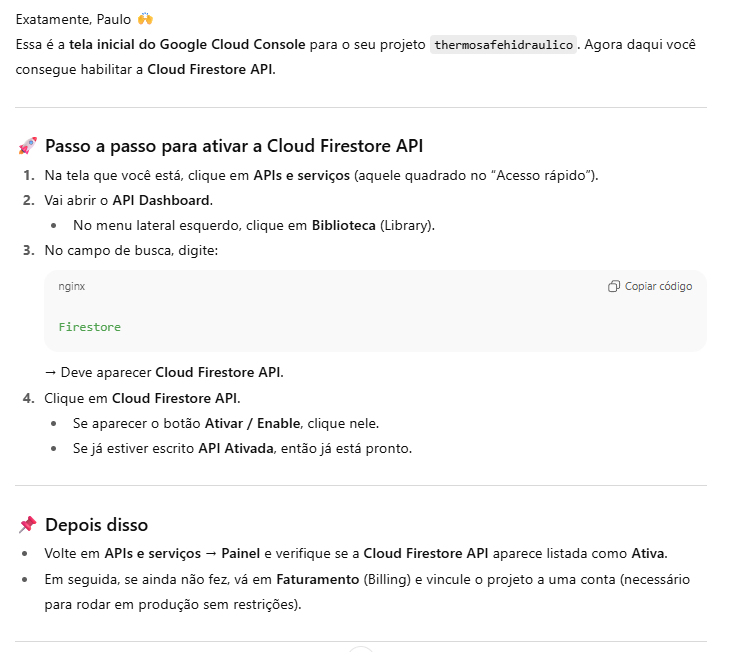 Exatamente, Paulo 🙌
Essa é a tela inicial do Google Cloud Console para o seu projeto thermosafehidraulico. Agora daqui você
consegue habilitar a Cloud Firestore API.
🚀 Passo a passo para ativar a Cloud Firestore API
1. Na tela que você está, clique em APIs e serviços (aquele quadrado no “Acesso rápido”).
2. Vai abrir o API Dashboard.
• No menu lateral esquerdo, clique em Biblioteca (Library).
3. No campo de busca, digite:
nginx Copiar código
Firestore
→ Deve aparecer Cloud Firestore API.
4. Clique em Cloud Firestore API.
• Se aparecer o botão Ativar / Enable, clique nele.
• Se já estiver escrito API Ativada, então já está pronto.
📌 Depois disso
• Volte em APIs e serviços → Painel e verifique se a Cloud Firestore API aparece listada como Ativa.
• Em seguida, se ainda não fez, vá em Faturamento (Billing) e vincule o projeto a uma conta (necessário
para rodar em produção sem restrições).